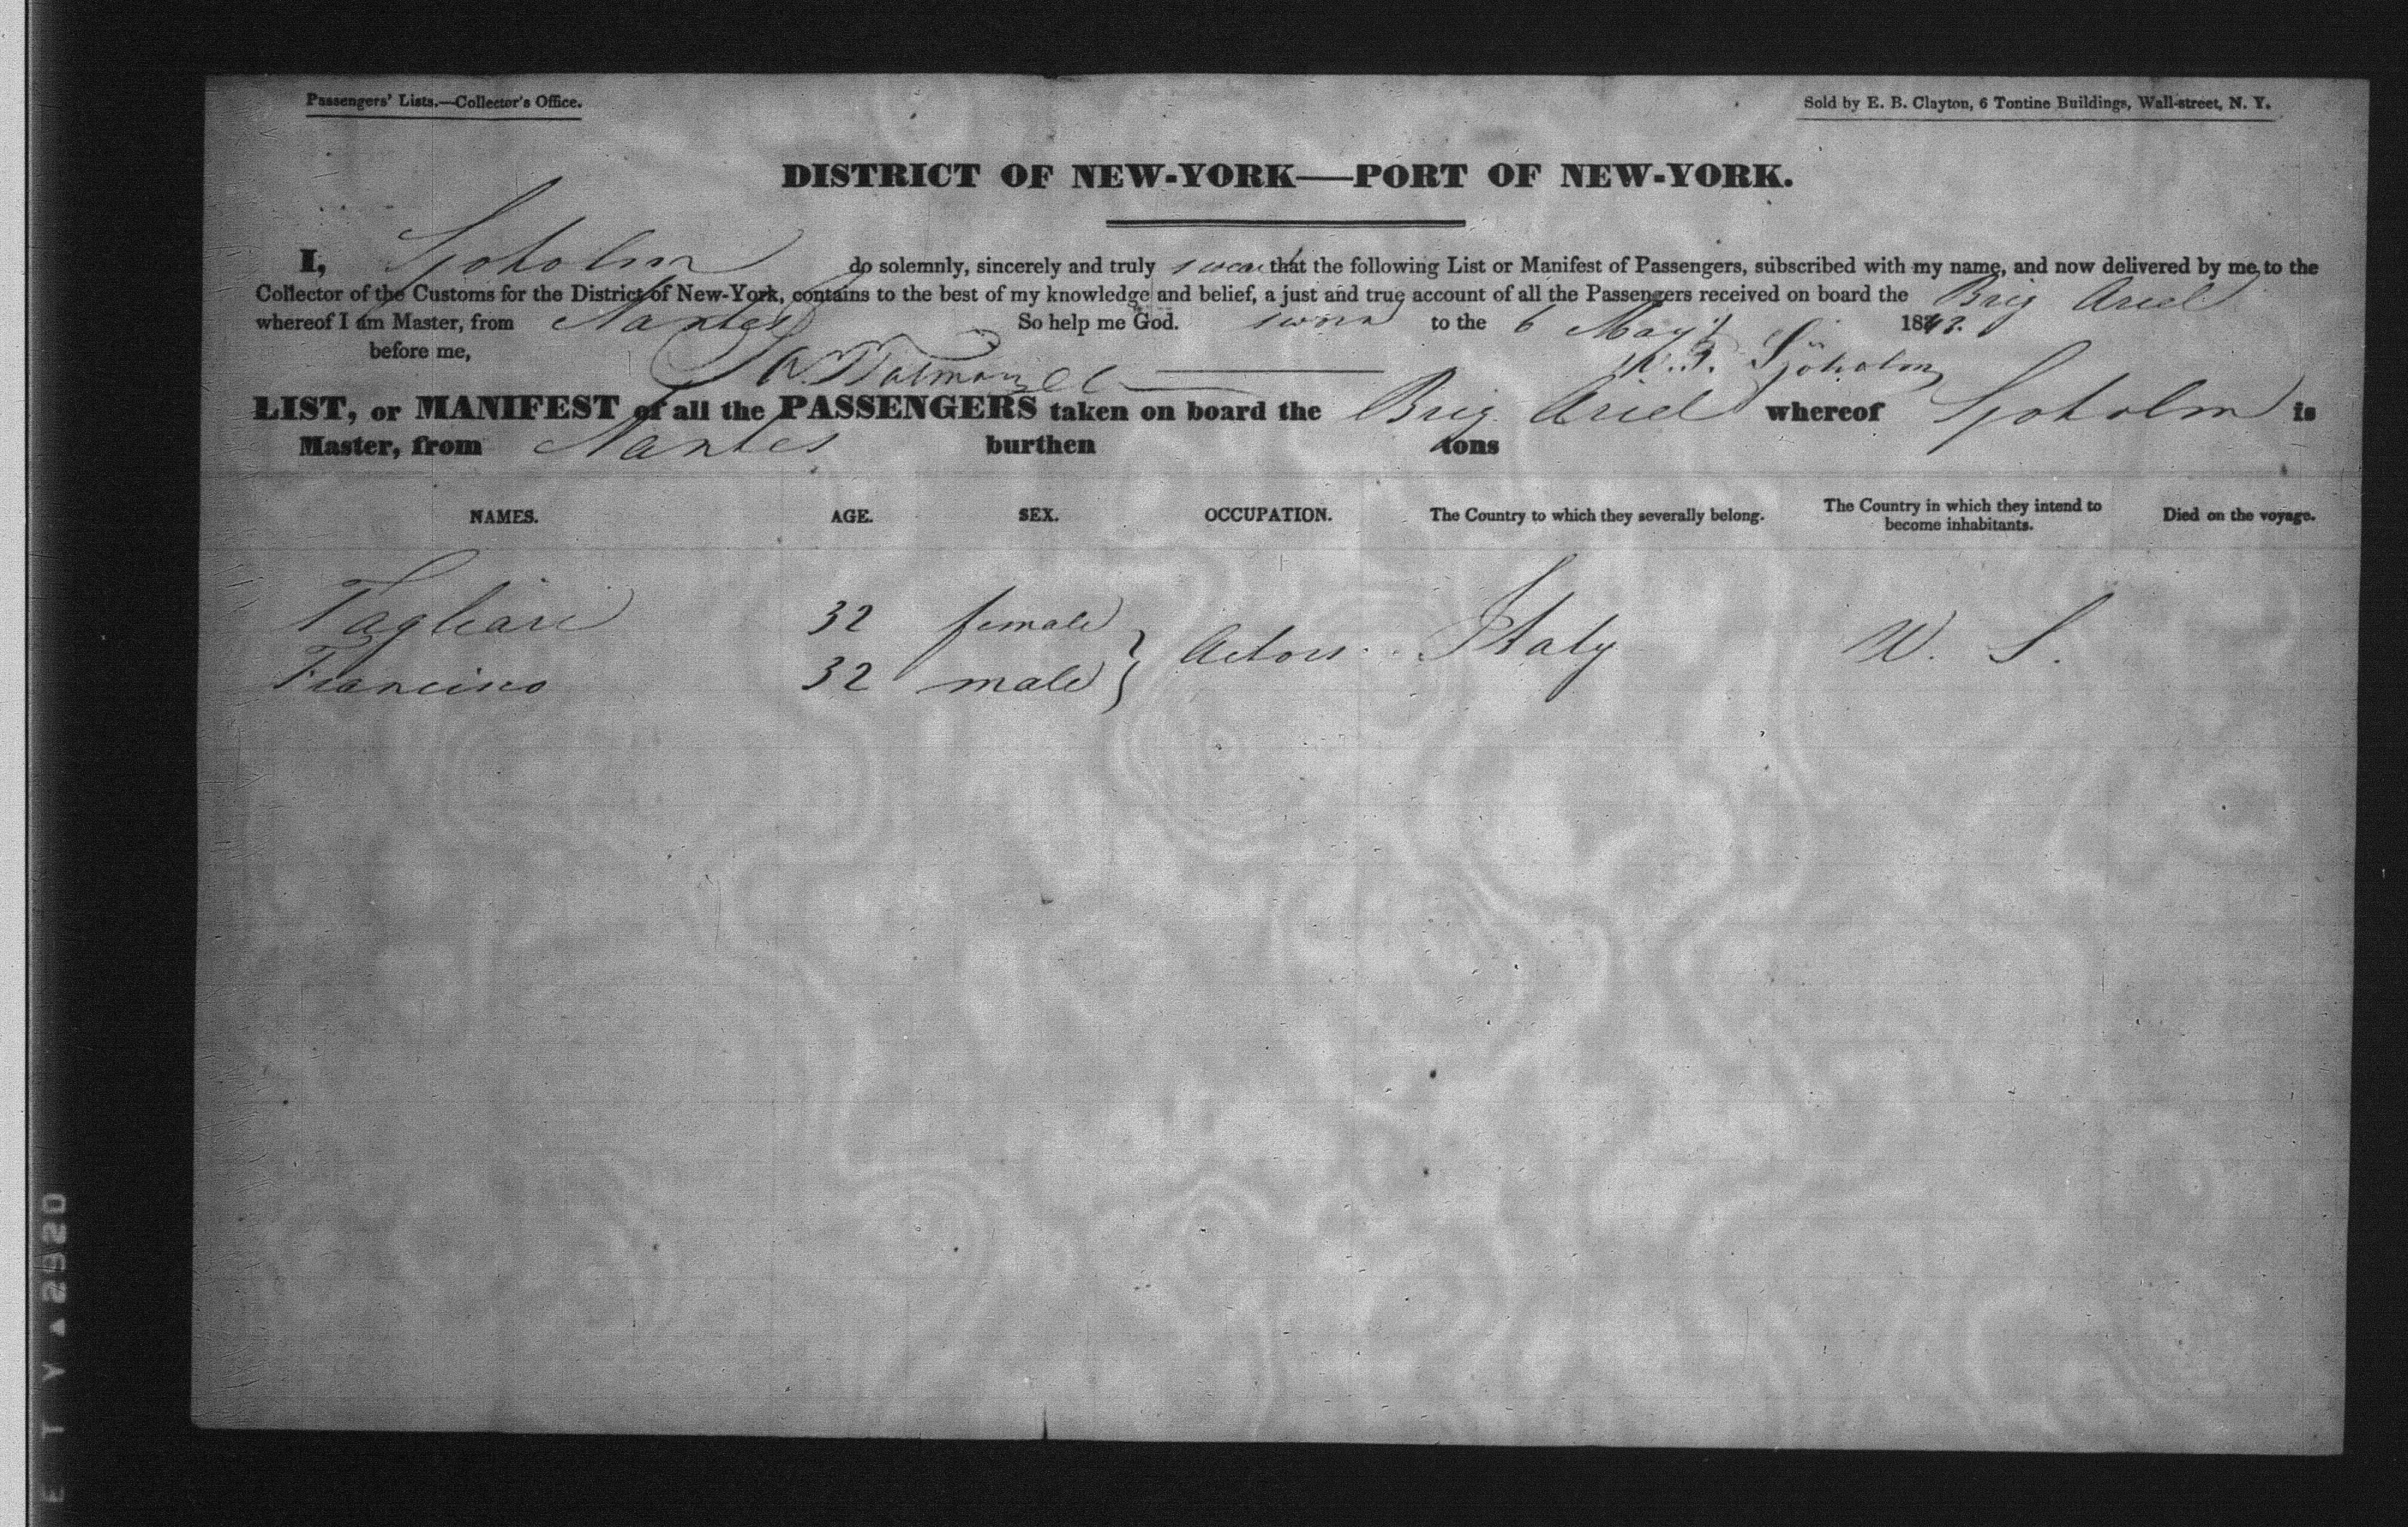 Passengers' Lists.—Collector's Office.
Sold by E. B. Clayton, 6 Tontine Buildings, Wall-street, N. Y.
DISTRICT OF NEW-YORK—PORT OF NEW-YORK.
I, Sjoholm do solemnly, sincerely and truly swear that the following List or Manifest of Passengers, subscribed with my name, and now delivered by me to the
Collector of the Customs for the District of New-York, contains to the best of my knowledge and belief, a just and true account of all the Passengers received on board the Brig Ariel
whereof I am Master, from Nantes So help me God. sworn to the 6 May 1843.
before me, Sjöholm
LIST, or MANIFEST of all the PASSENGERS taken on board the Brig Ariel whereof Sjoholm is
Master, from Nantes burthen tons
NAMES. AGE. SEX. OCCUPATION. The Country to which they severally belong. The Country in which they intend to become inhabitants. Died on the voyage.
Tagliari 32 female
Actors Italy U. S.
Francisco 32 male
E T Y ▲ 2920